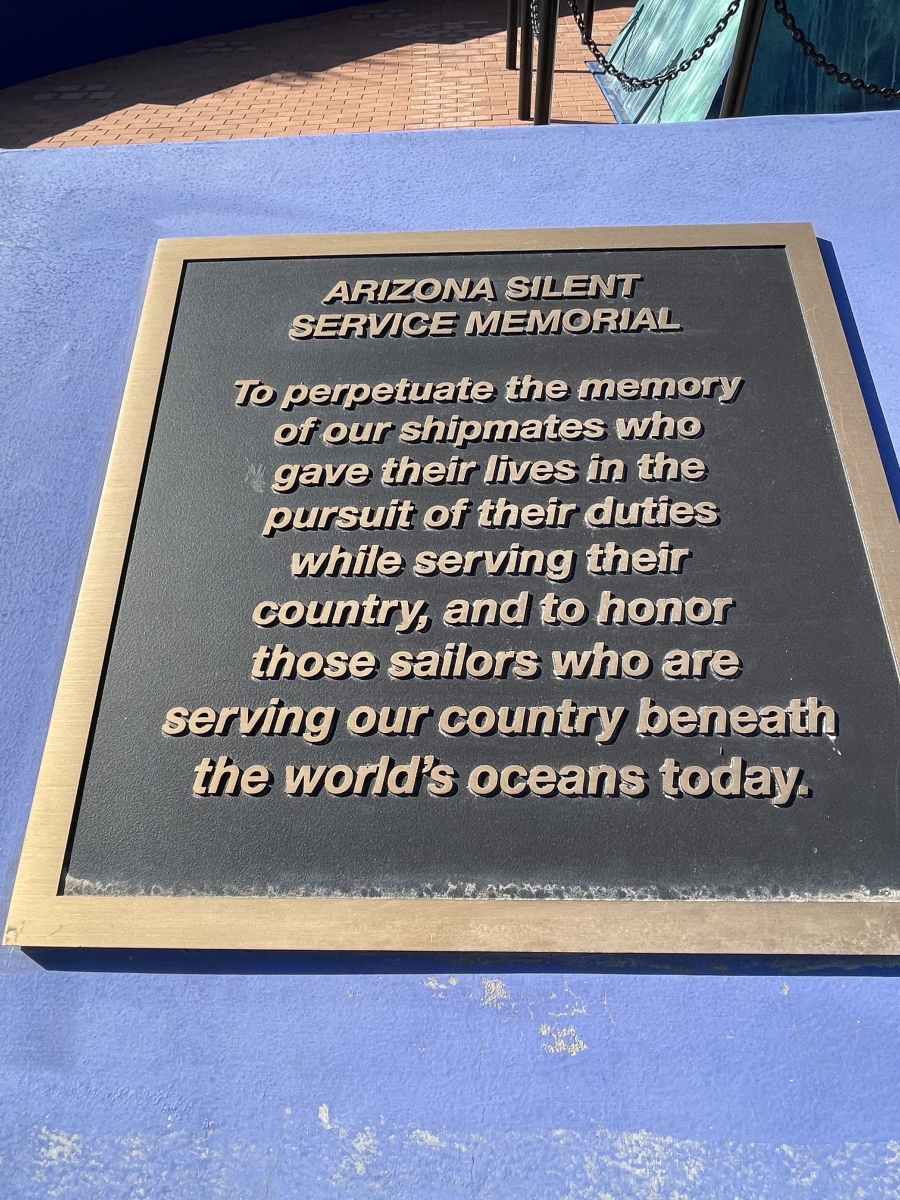 ARIZONA SILENT
SERVICE MEMORIAL
To perpetuate the memory
of our shipmates who
gave their lives in the
pursuit of their duties
while serving their
country, and to honor
those sailors who are
serving our country beneath
the world's oceans today.